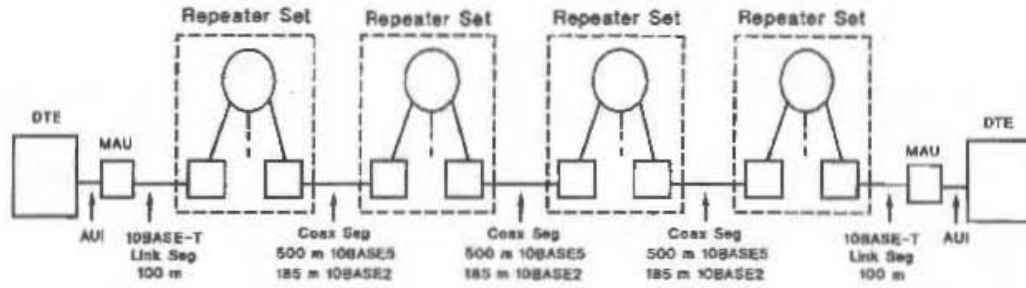 Repeater Set
Repeater Set
Repeater Set
Repeater Set
DTE
MAU
MAU
DTE
AUI
10BASE-T
Link Seg
100 m
Coax Seg
500 m 10BASE5
185 m 10BASE2
Coax Seg
500 m 10BASE5
185 m 10BASE2
Coax Seg
500 m 10BASE5
185 m 10BASE2
10BASE-T
Link Seg
100 m
AUI